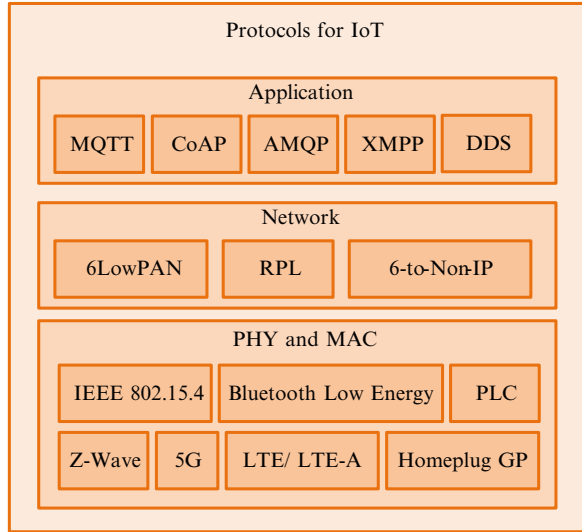 Protocols for IoT
Application
MQTT CoAP AMQP XMPP DDS
Network
6LowPAN RPL 6-to-Non-IP
PHY and MAC
IEEE 802.15.4 Bluetooth Low Energy PLC
Z-Wave 5G LTE/ LTE-A Homeplug GP